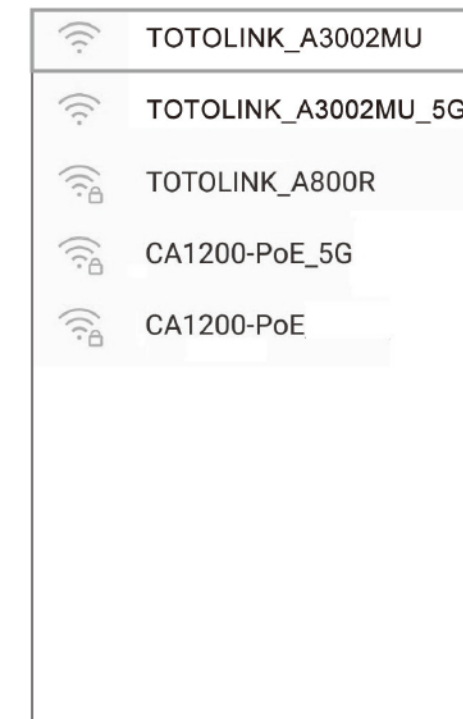 TOTOLINK_A3002MU
TOTOLINK_A3002MU_5G
TOTOLINK_A800R
CA1200-PoE_5G
CA1200-PoE